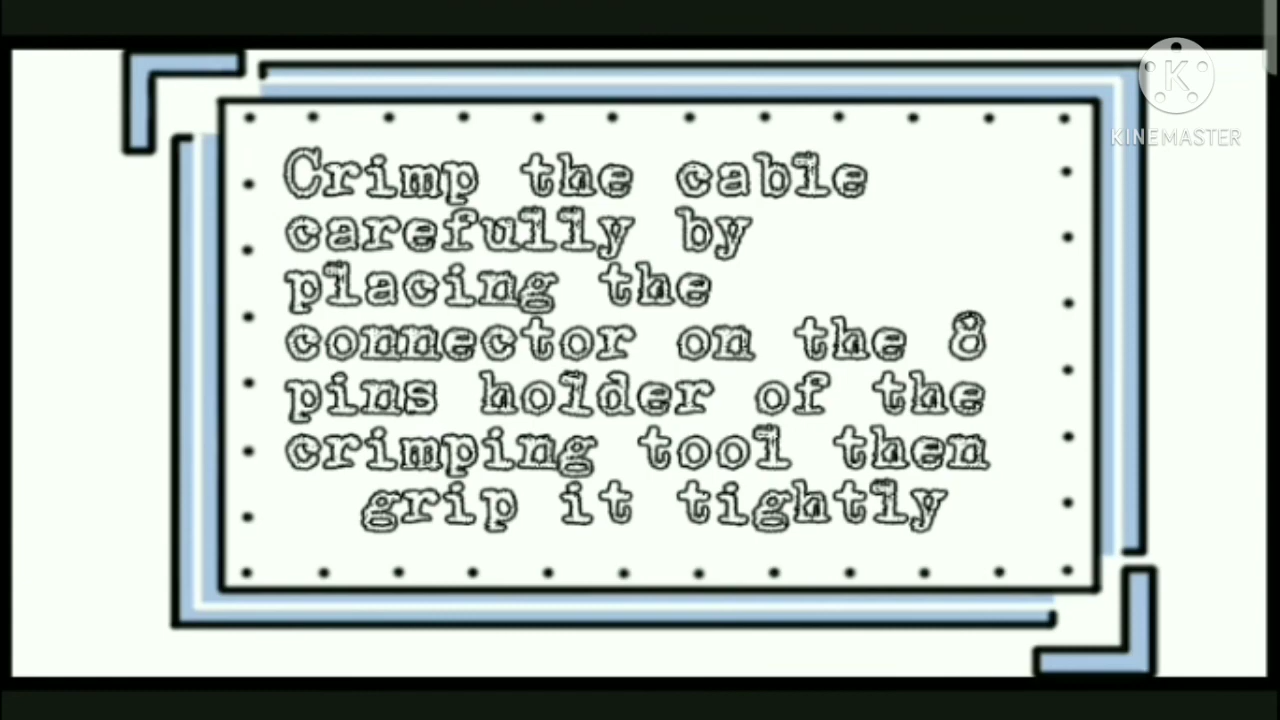 K
KINEMASTER
Crimp the cable
carefully by
placing the
connector on the 8
pins holder of the
crimping tool then
grip it tightly